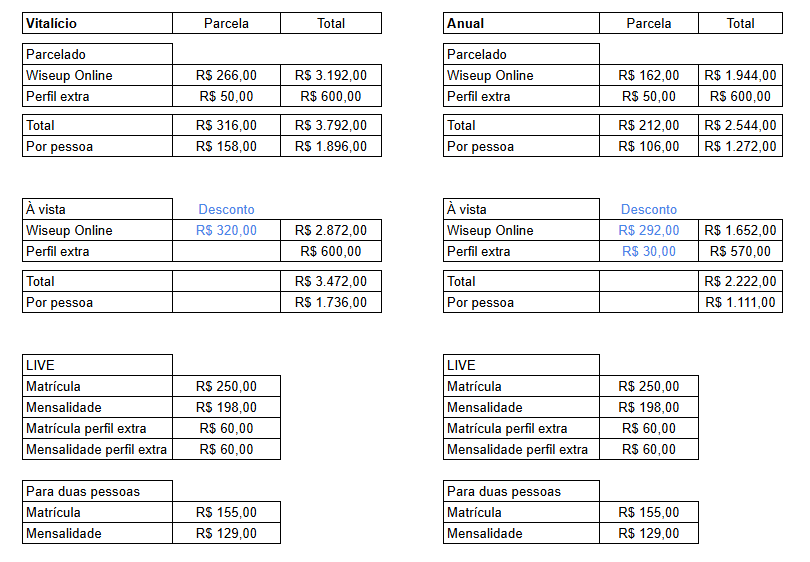 Vitalício Parcela Total
Parcelado
Wiseup Online R$ 266,00 R$ 3.192,00
Perfil extra R$ 50,00 R$ 600,00
Total R$ 316,00 R$ 3.792,00
Por pessoa R$ 158,00 R$ 1.896,00
À vista Desconto
Wiseup Online R$ 320,00 R$ 2.872,00
Perfil extra R$ 600,00
Total R$ 3.472,00
Por pessoa R$ 1.736,00
LIVE
Matrícula R$ 250,00
Mensalidade R$ 198,00
Matrícula perfil extra R$ 60,00
Mensalidade perfil extra R$ 60,00
Para duas pessoas
Matrícula R$ 155,00
Mensalidade R$ 129,00
Anual Parcela Total
Parcelado
Wiseup Online R$ 162,00 R$ 1.944,00
Perfil extra R$ 50,00 R$ 600,00
Total R$ 212,00 R$ 2.544,00
Por pessoa R$ 106,00 R$ 1.272,00
À vista Desconto
Wiseup Online R$ 292,00 R$ 1.652,00
Perfil extra R$ 30,00 R$ 570,00
Total R$ 2.222,00
Por pessoa R$ 1.111,00
LIVE
Matrícula R$ 250,00
Mensalidade R$ 198,00
Matrícula perfil extra R$ 60,00
Mensalidade perfil extra R$ 60,00
Para duas pessoas
Matrícula R$ 155,00
Mensalidade R$ 129,00